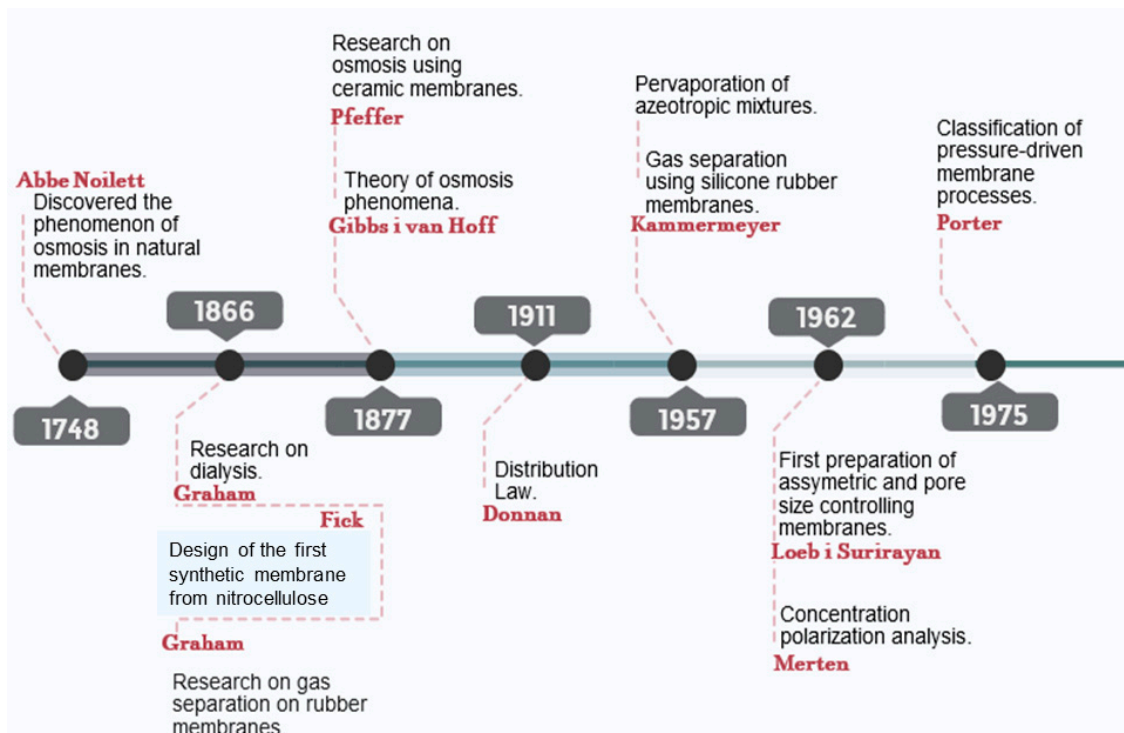 Abbe Noilett
Discovered the
phenomenon of
osmosis in natural
membranes.
1748
1866
Research on
dialysis.
Graham
Fick
Design of the first
synthetic membrane
from nitrocellulose
Graham
Research on gas
separation on rubber
membranes
Research on
osmosis using
ceramic membranes.
Pfeffer
Theory of osmosis
phenomena.
Gibbs i van Hoff
1877
1911
Distribution
Law.
Donnan
Pervaporation of
azeotropic mixtures.
Gas separation
using silicone rubber
membranes.
Kammermeyer
1957
1962
First preparation of
assymetric and pore
size controlling
membranes.
Loeb i Surirayan
Concentration
polarization analysis.
Merten
Classification of
pressure-driven
membrane
processes.
Porter
1975